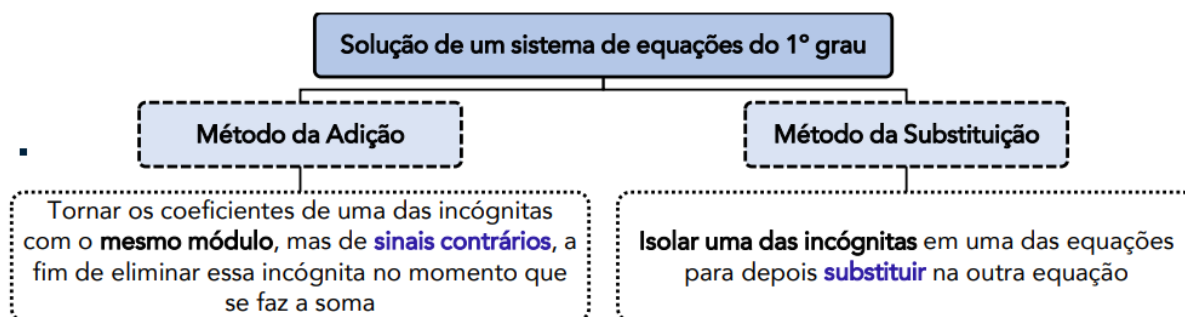 Solução de um sistema de equações do 1º grau
Método da Adição
Método da Substituição
Tornar os coeficientes de uma das incógnitas
com o mesmo módulo, mas de sinais contrários, a
fim de eliminar essa incógnita no momento que
se faz a soma
Isolar uma das incógnitas em uma das equações
para depois substituir na outra equação